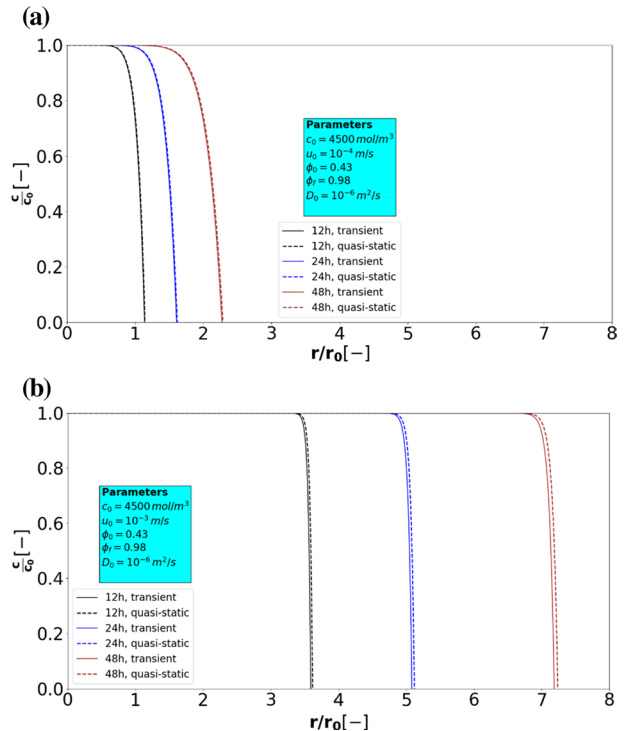 (a)
1.0
0.8
0.6
0.4
0.2
0.0
c/c₀ [−]
Parameters
c₀ = 4500 mol/m³
u₀ = 10⁻⁴ m/s
ϕ₀ = 0.43
ϕ_f = 0.98
D₀ = 10⁻⁶ m²/s
12h, transient
12h, quasi-static
24h, transient
24h, quasi-static
48h, transient
48h, quasi-static
0 1 2 3 4 5 6 7 8
r/r₀[−]
(b)
1.0
0.8
0.6
0.4
0.2
0.0
c/c₀ [−]
Parameters
c₀ = 4500 mol/m³
u₀ = 10⁻³ m/s
ϕ₀ = 0.43
ϕ_f = 0.98
D₀ = 10⁻⁶ m²/s
12h, transient
12h, quasi-static
24h, transient
24h, quasi-static
48h, transient
48h, quasi-static
0 1 2 3 4 5 6 7 8
r/r₀[−]